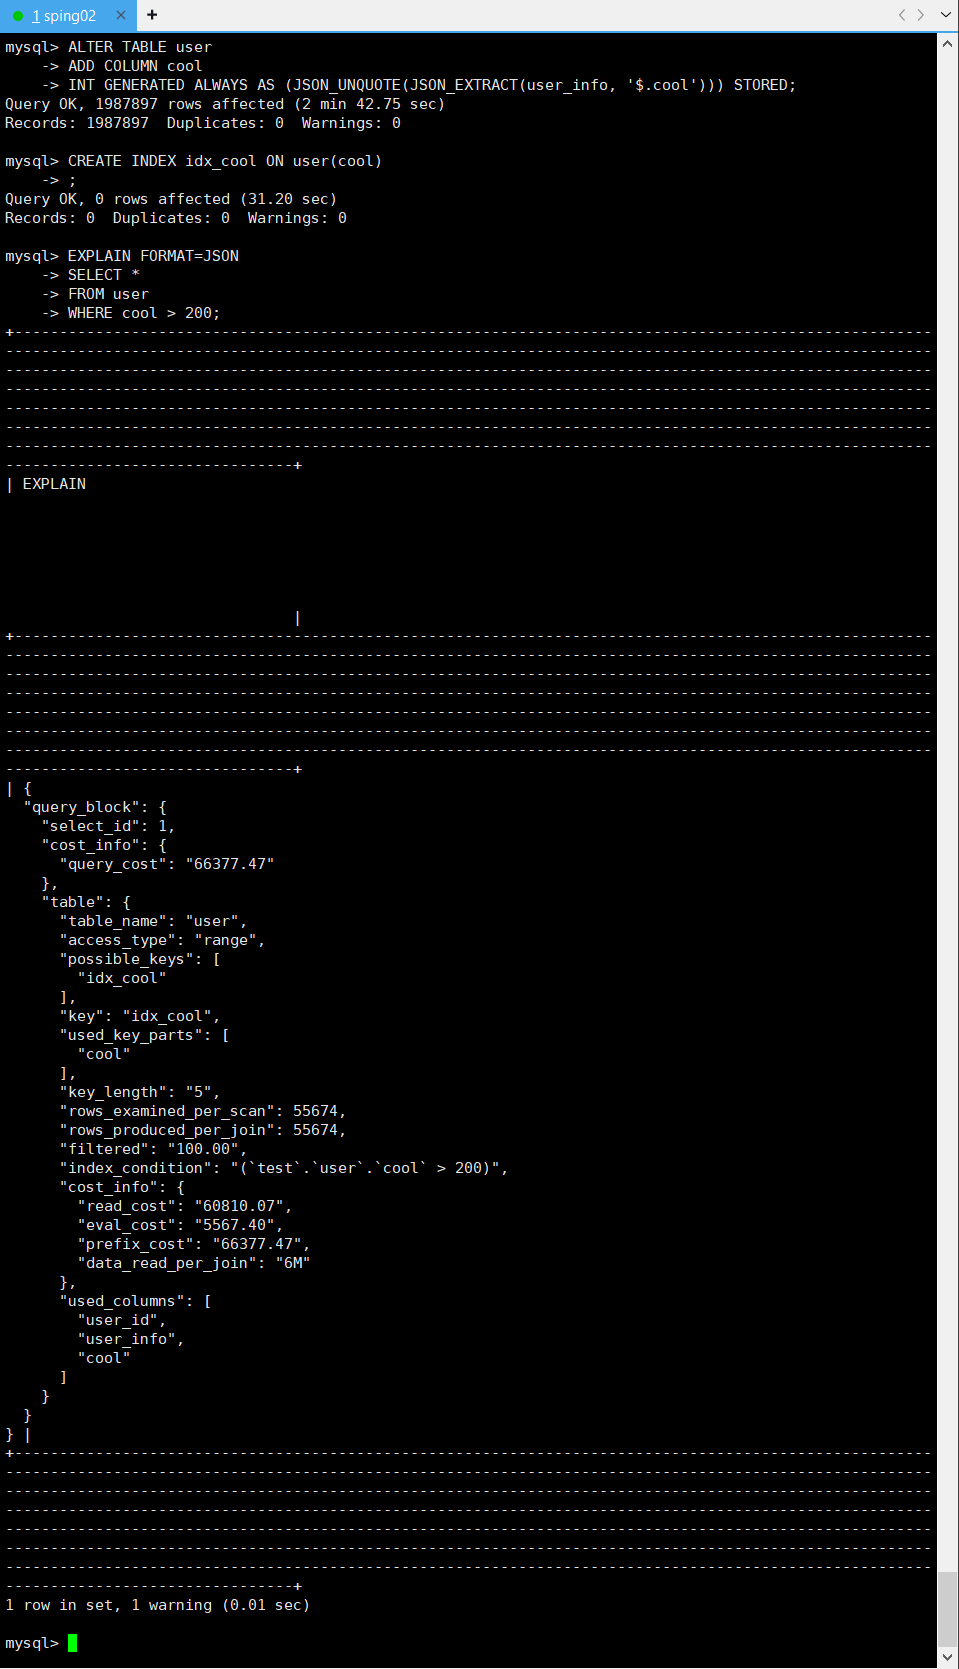 1 sping02
mysql> ALTER TABLE user
    -> ADD COLUMN cool
    -> INT GENERATED ALWAYS AS (JSON_UNQUOTE(JSON_EXTRACT(user_info, '$.cool'))) STORED;
Query OK, 1987897 rows affected (2 min 42.75 sec)
Records: 1987897  Duplicates: 0  Warnings: 0

mysql> CREATE INDEX idx_cool ON user(cool)
    -> ;
Query OK, 0 rows affected (31.20 sec)
Records: 0  Duplicates: 0  Warnings: 0

mysql> EXPLAIN FORMAT=JSON
    -> SELECT *
    -> FROM user
    -> WHERE cool > 200;
| EXPLAIN
|
| {
  "query_block": {
    "select_id": 1,
    "cost_info": {
      "query_cost": "66377.47"
    },
    "table": {
      "table_name": "user",
      "access_type": "range",
      "possible_keys": [
        "idx_cool"
      ],
      "key": "idx_cool",
      "used_key_parts": [
        "cool"
      ],
      "key_length": "5",
      "rows_examined_per_scan": 55674,
      "rows_produced_per_join": 55674,
      "filtered": "100.00",
      "index_condition": "(`test`.`user`.`cool` > 200)",
      "cost_info": {
        "read_cost": "60810.07",
        "eval_cost": "5567.40",
        "prefix_cost": "66377.47",
        "data_read_per_join": "6M"
      },
      "used_columns": [
        "user_id",
        "user_info",
        "cool"
      ]
    }
  }
} |
1 row in set, 1 warning (0.01 sec)

mysql>